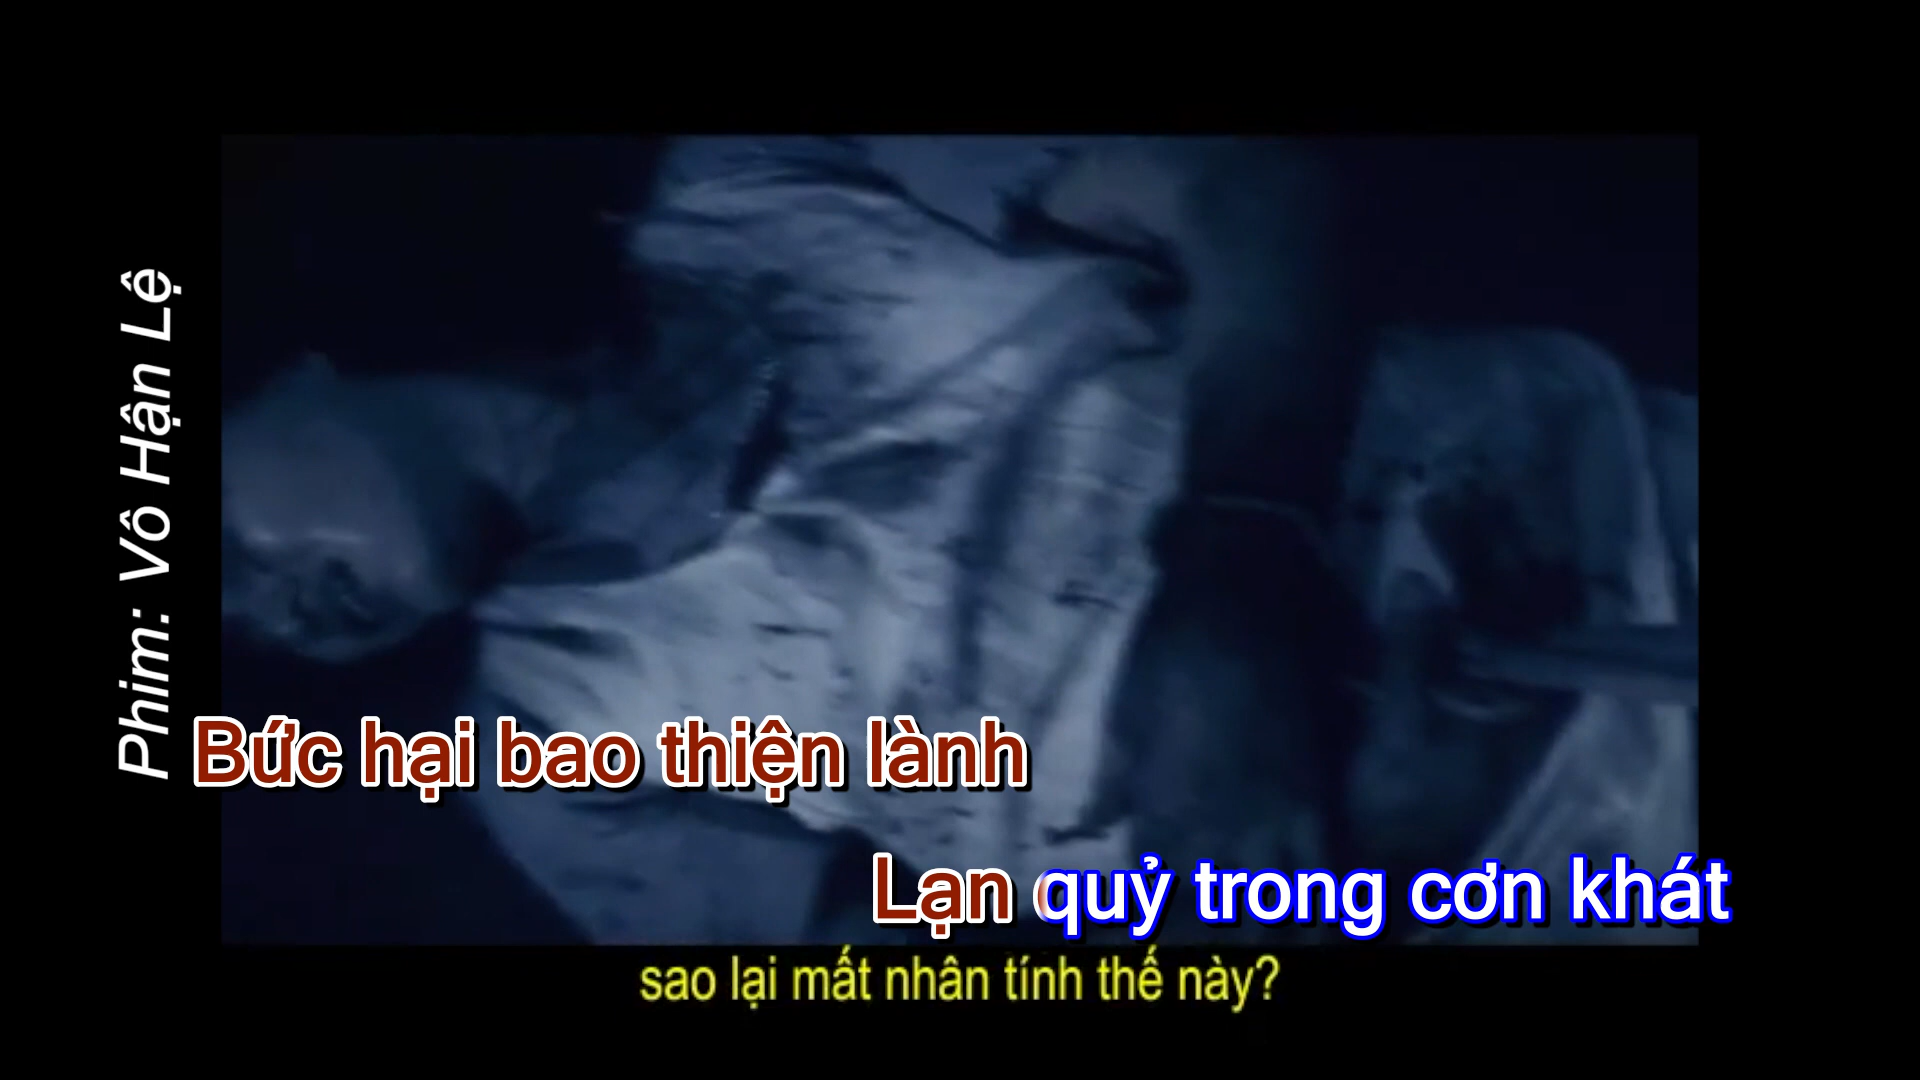 Phim: Vô Hận Lệ
Bức hại bao thiện lành
Lạn quỷ trong cơn khát
sao lại mất nhân tính thế này?